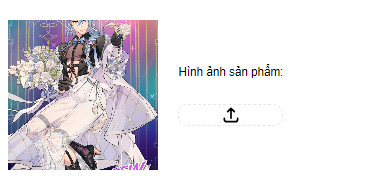 Hình ảnh sản phẩm: